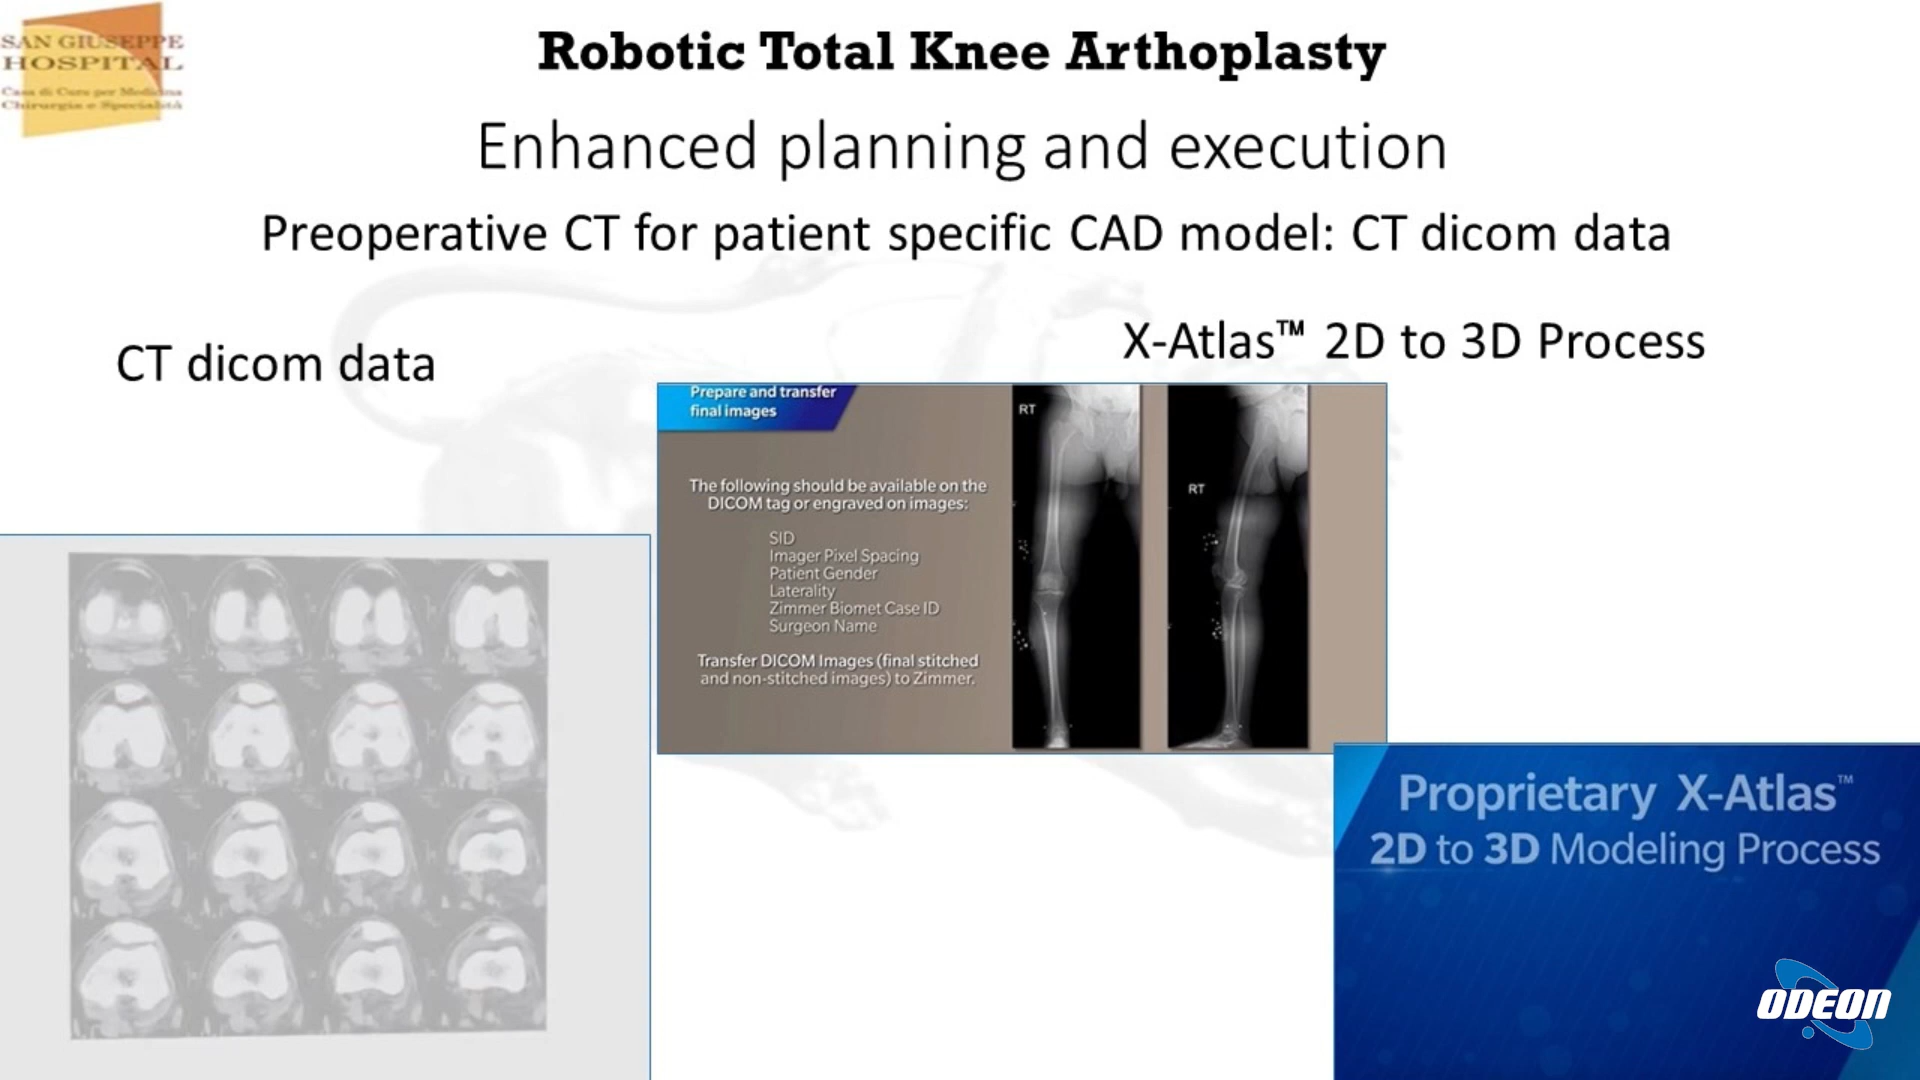 SAN GIUSEPPE
HOSPITAL
Casa di Cura per Medicina
Chirurgia e Specialità
Robotic Total Knee Arthoplasty
Enhanced planning and execution
Preoperative CT for patient specific CAD model: CT dicom data
CT dicom data
X-Atlas™ 2D to 3D Process
Prepare and transfer
final images
The following should be available on the
DICOM tag or engraved on images:
SID
Imager Pixel Spacing
Patient Gender
Laterality
Zimmer Biomet Case ID
Surgeon Name
Transfer DICOM Images (final stitched
and non-stitched images) to Zimmer.
RT
RT
Proprietary X-Atlas™
2D to 3D Modeling Process
ODEON